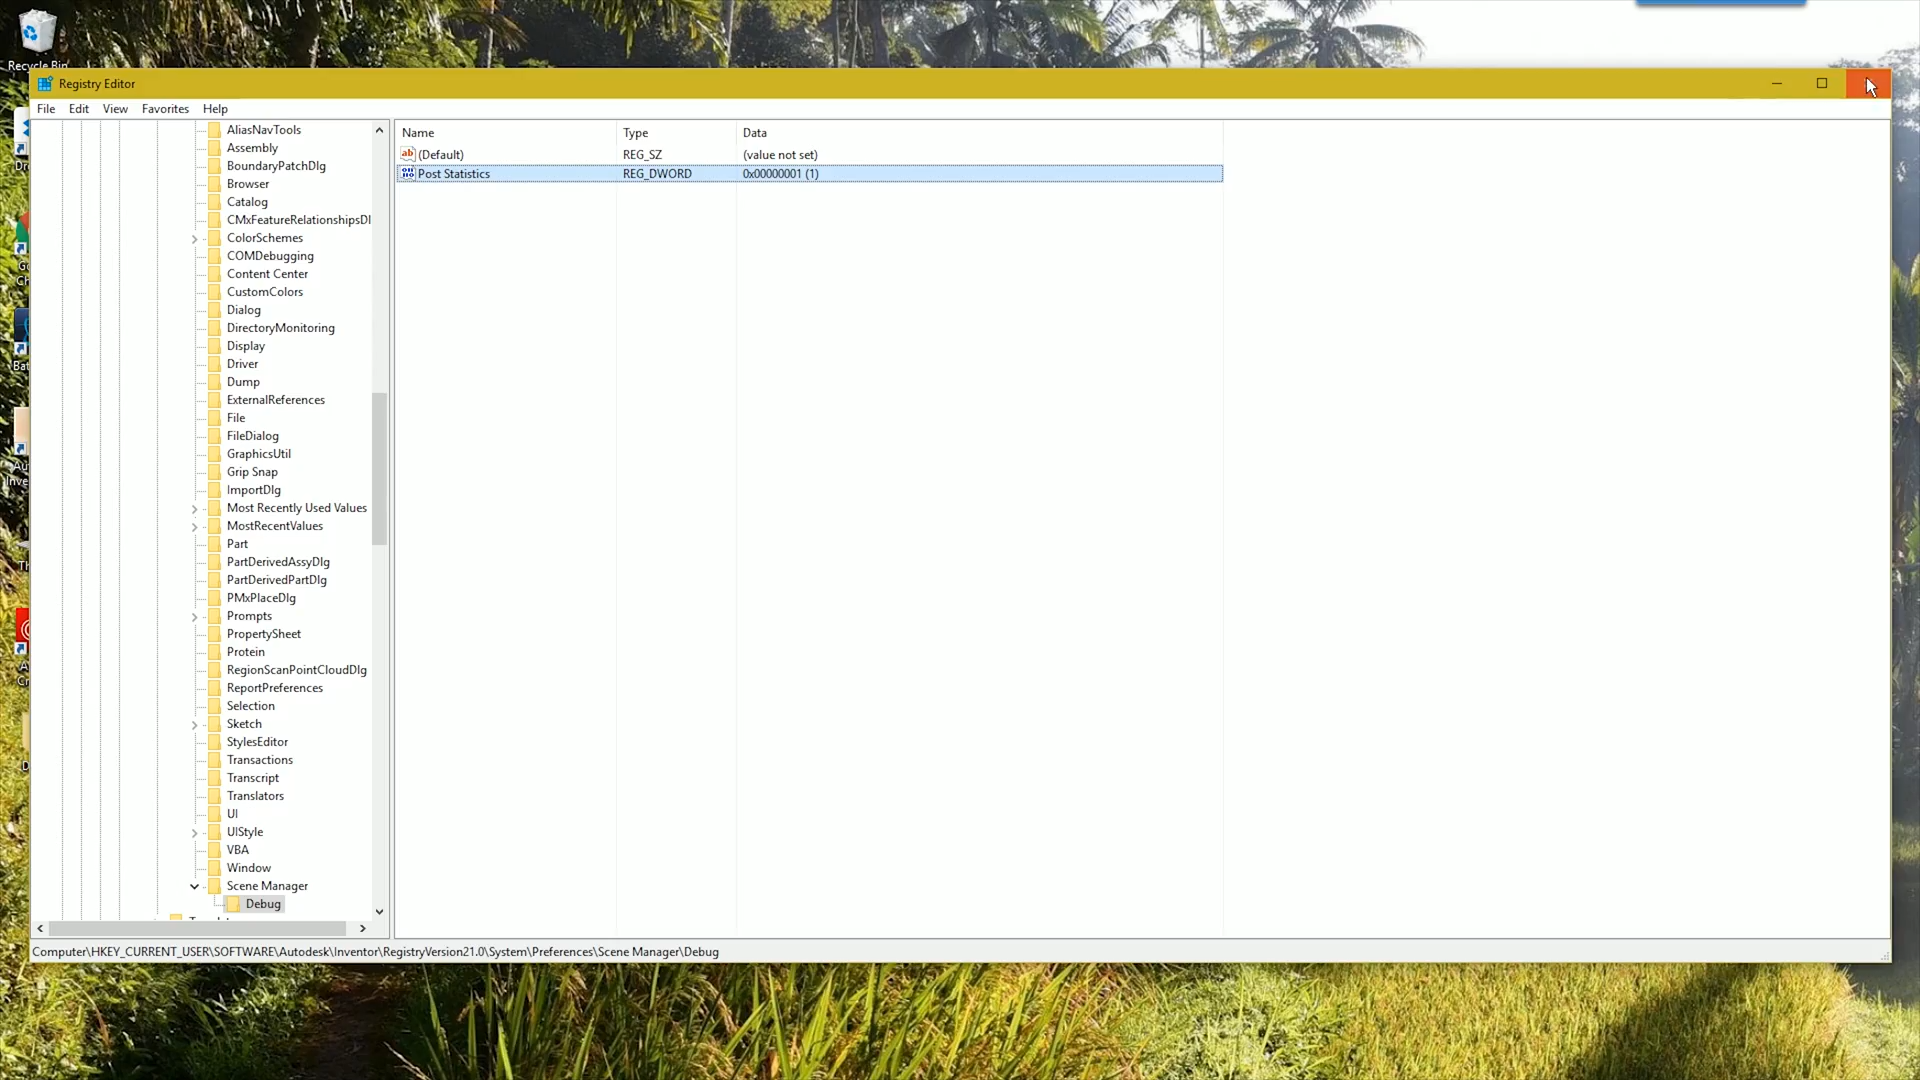 Recycle Bin
Registry Editor
File Edit View Favorites Help
AliasNavTools
Assembly
BoundaryPatchDlg
Browser
Catalog
CMxFeatureRelationshipsDl
ColorSchemes
COMDebugging
Content Center
CustomColors
Dialog
DirectoryMonitoring
Display
Driver
Dump
ExternalReferences
File
FileDialog
GraphicsUtil
Grip Snap
ImportDlg
Most Recently Used Values
MostRecentValues
Part
PartDerivedAssyDlg
PartDerivedPartDlg
PMxPlaceDlg
Prompts
PropertySheet
Protein
RegionScanPointCloudDlg
ReportPreferences
Selection
Sketch
StylesEditor
Transactions
Transcript
Translators
UI
UIStyle
VBA
Window
Scene Manager
Debug
Name Type Data
(Default) REG_SZ (value not set)
Post Statistics REG_DWORD 0x00000001 (1)
Computer\HKEY_CURRENT_USER\SOFTWARE\Autodesk\Inventor\RegistryVersion21.0\System\Preferences\Scene Manager\Debug